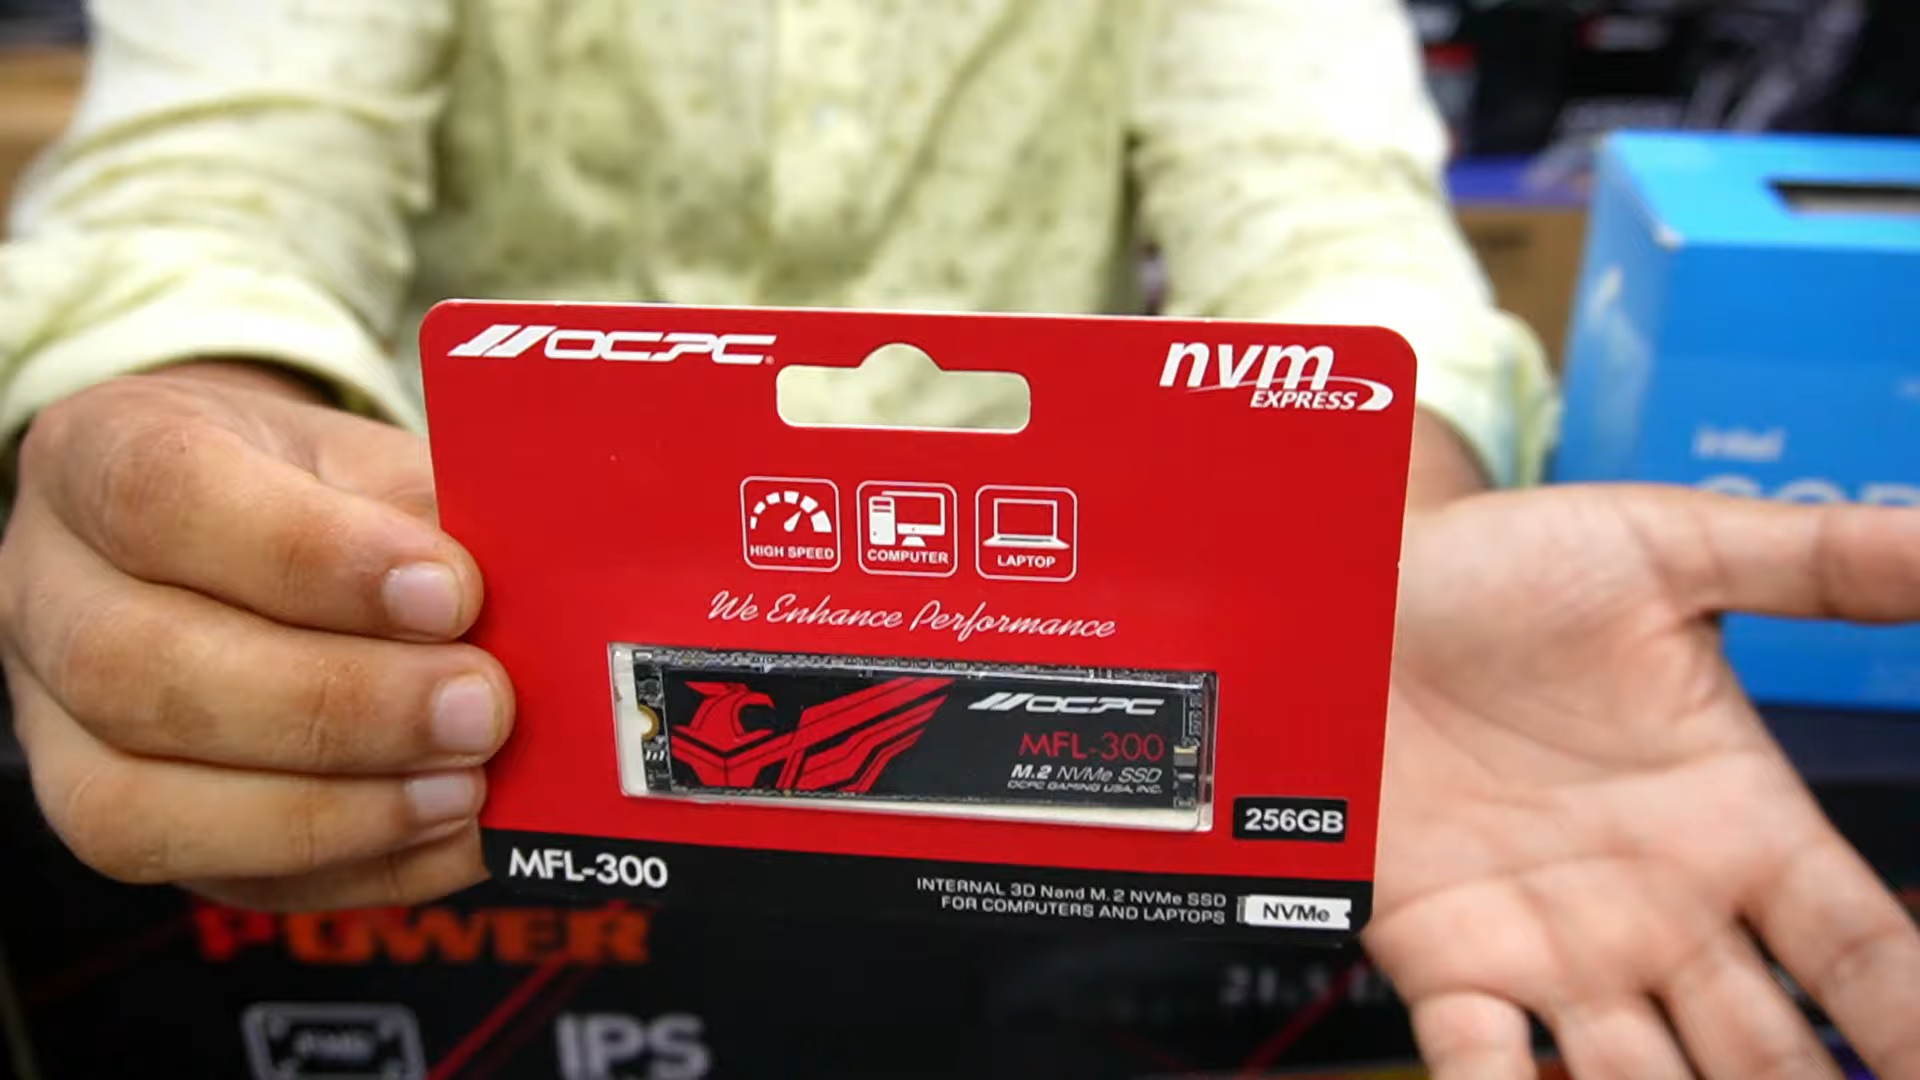 OCPC
nvm
EXPRESS
HIGH SPEED
COMPUTER
LAPTOP
We Enhance Performance
OCPC
MFL-300
M.2 NVMe SSD
OCPC GAMING USA, INC.
256GB
MFL-300
INTERNAL 3D Nand M.2 NVMe SSD
FOR COMPUTERS AND LAPTOPS
NVMe
intel
POWER
IPS